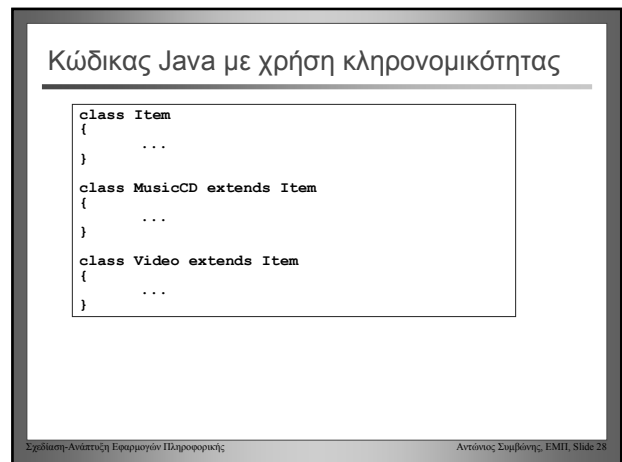 Κώδικας Java με χρήση κληρονομικότητας
class Item
{
...
}
class MusicCD extends Item
{
...
}
class Video extends Item
{
...
}
Σχεδίαση-Ανάπτυξη Εφαρμογών Πληροφορικής
Αντώνιος Συμβώνης, ΕΜΠ, Slide 28